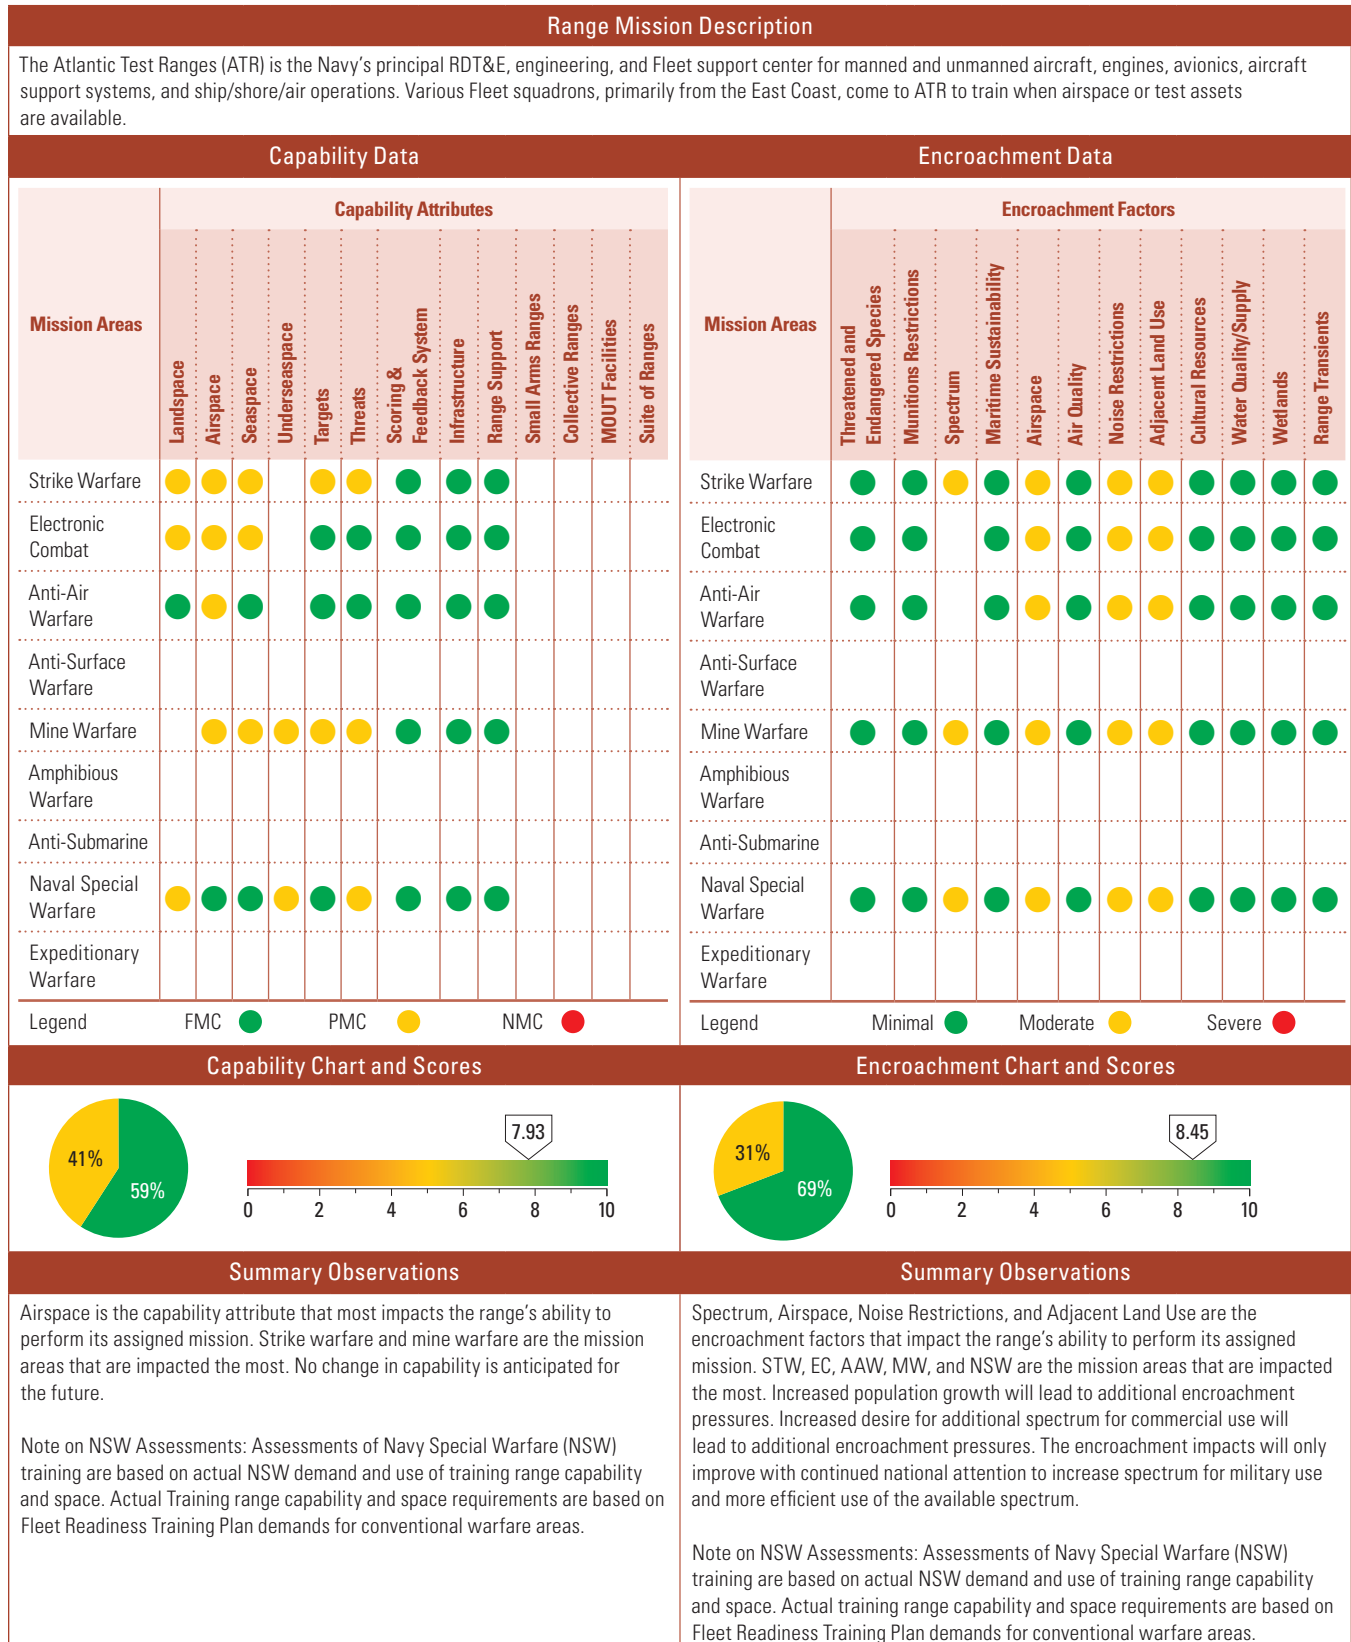 Range Mission Description
The Atlantic Test Ranges (ATR) is the Navy's principal RDT&E, engineering, and Fleet support center for manned and unmanned aircraft, engines, avionics, aircraft
support systems, and ship/shore/air operations. Various Fleet squadrons, primarily from the East Coast, come to ATR to train when airspace or test assets
are available.
Capability Data
Mission Areas
Capability Attributes
Landspace
Airspace
Seaspace
Underseaspace
Targets
Threats
Scoring &
Feedback System
Infrastructure
Range Support
Small Arms Ranges
Collective Ranges
MOUT Facilities
Suite of Ranges
Strike Warfare
Electronic
Combat
Anti-Air
Warfare
Anti-Surface
Warfare
Mine Warfare
Amphibious
Warfare
Anti-Submarine
Naval Special
Warfare
Expeditionary
Warfare
Legend FMC PMC NMC
Encroachment Data
Mission Areas
Encroachment Factors
Threatened and
Endangered Species
Munitions Restrictions
Spectrum
Maritime Sustainability
Airspace
Air Quality
Noise Restrictions
Adjacent Land Use
Cultural Resources
Water Quality/Supply
Wetlands
Range Transients
Strike Warfare
Electronic
Combat
Anti-Air
Warfare
Anti-Surface
Warfare
Mine Warfare
Amphibious
Warfare
Anti-Submarine
Naval Special
Warfare
Expeditionary
Warfare
Legend Minimal Moderate Severe
Capability Chart and Scores
41%
59%
7.93
0 2 4 6 8 10
Encroachment Chart and Scores
31%
69%
8.45
0 2 4 6 8 10
Summary Observations
Airspace is the capability attribute that most impacts the range's ability to
perform its assigned mission. Strike warfare and mine warfare are the mission
areas that are impacted the most. No change in capability is anticipated for
the future.
Note on NSW Assessments: Assessments of Navy Special Warfare (NSW)
training are based on actual NSW demand and use of training range capability
and space. Actual Training range capability and space requirements are based on
Fleet Readiness Training Plan demands for conventional warfare areas.
Summary Observations
Spectrum, Airspace, Noise Restrictions, and Adjacent Land Use are the
encroachment factors that impact the range's ability to perform its assigned
mission. STW, EC, AAW, MW, and NSW are the mission areas that are impacted
the most. Increased population growth will lead to additional encroachment
pressures. Increased desire for additional spectrum for commercial use will
lead to additional encroachment pressures. The encroachment impacts will only
improve with continued national attention to increase spectrum for military use
and more efficient use of the available spectrum.
Note on NSW Assessments: Assessments of Navy Special Warfare (NSW)
training are based on actual NSW demand and use of training range capability
and space. Actual training range capability and space requirements are based on
Fleet Readiness Training Plan demands for conventional warfare areas.